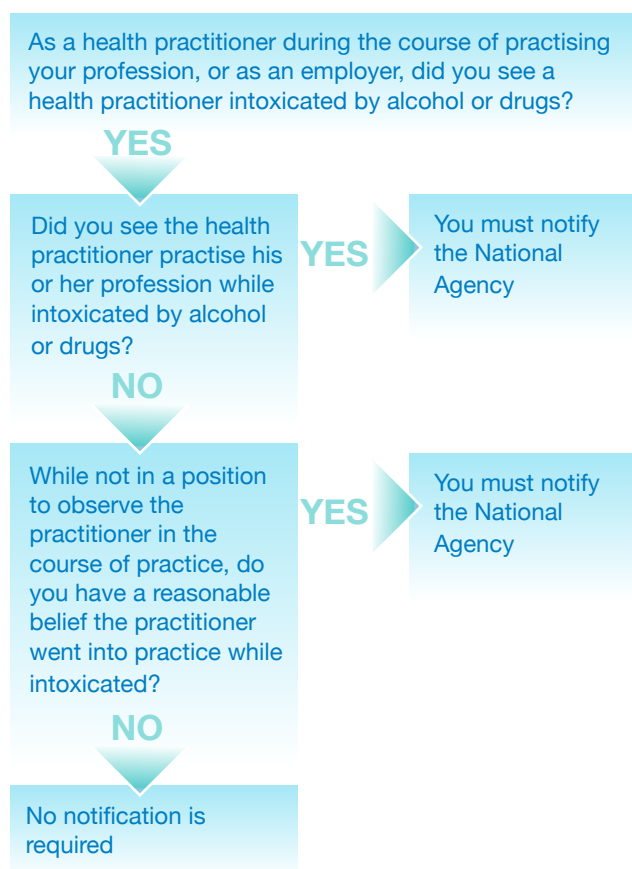 As a health practitioner during the course of practising
your profession, or as an employer, did you see a
health practitioner intoxicated by alcohol or drugs?
YES
Did you see the health
practitioner practise his
or her profession while
intoxicated by alcohol
or drugs?
YES
You must notify
the National
Agency
NO
While not in a position
to observe the
practitioner in the
course of practice, do
you have a reasonable
belief the practitioner
went into practice while
intoxicated?
YES
You must notify
the National
Agency
NO
No notification is
required